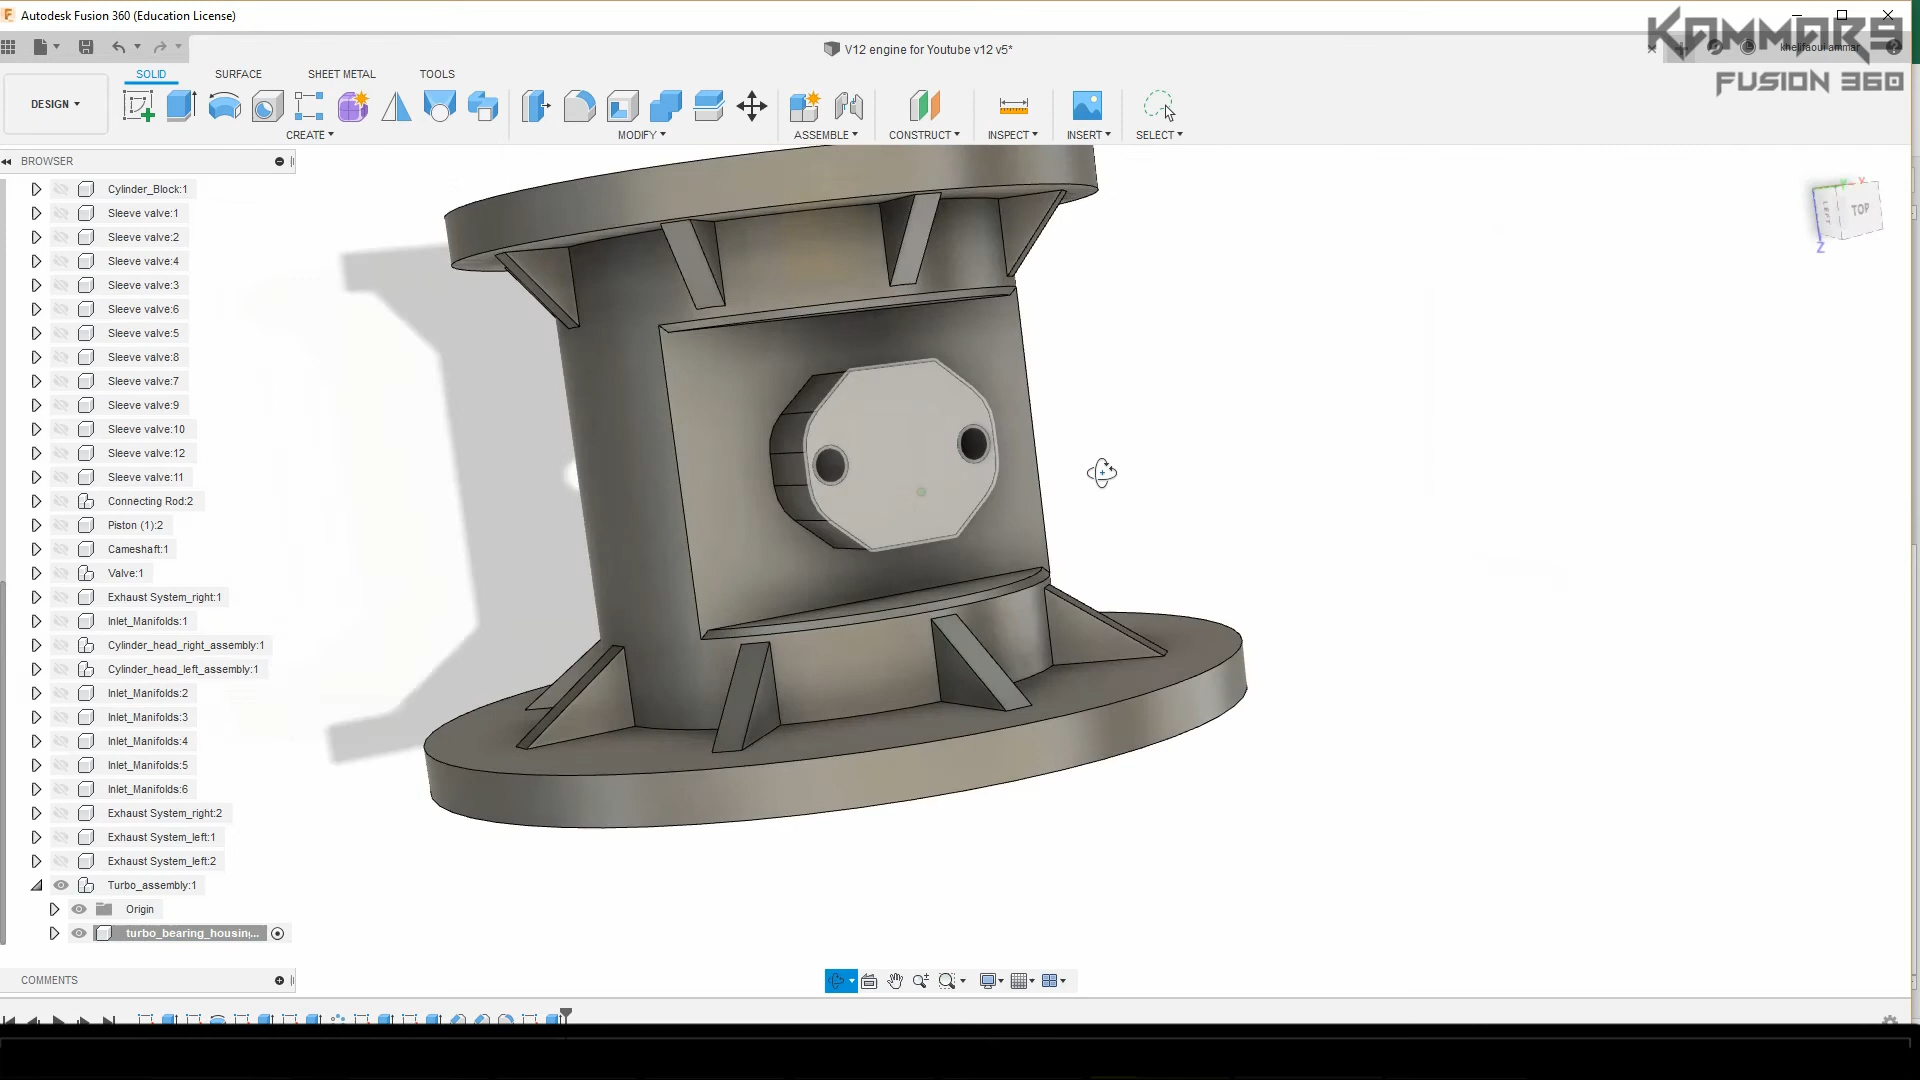 Autodesk Fusion 360 (Education License)
KAMMAR9
FUSION 360
V12 engine for Youtube v12 v5*
khelifaoui ammar
DESIGN
SOLID
SURFACE
SHEET METAL
TOOLS
CREATE
MODIFY
ASSEMBLE
CONSTRUCT
INSPECT
INSERT
SELECT
BROWSER
Cylinder_Block:1
Sleeve valve:1
Sleeve valve:2
Sleeve valve:4
Sleeve valve:3
Sleeve valve:6
Sleeve valve:5
Sleeve valve:8
Sleeve valve:7
Sleeve valve:9
Sleeve valve:10
Sleeve valve:12
Sleeve valve:11
Connecting Rod:2
Piston (1):2
Cameshaft:1
Valve:1
Exhaust System_right:1
Inlet_Manifolds:1
Cylinder_head_right_assembly:1
Cylinder_head_left_assembly:1
Inlet_Manifolds:2
Inlet_Manifolds:3
Inlet_Manifolds:4
Inlet_Manifolds:5
Inlet_Manifolds:6
Exhaust System_right:2
Exhaust System_left:1
Exhaust System_left:2
Turbo_assembly:1
Origin
turbo_bearing_housing...
LEFT
TOP
X
Y
Z
COMMENTS